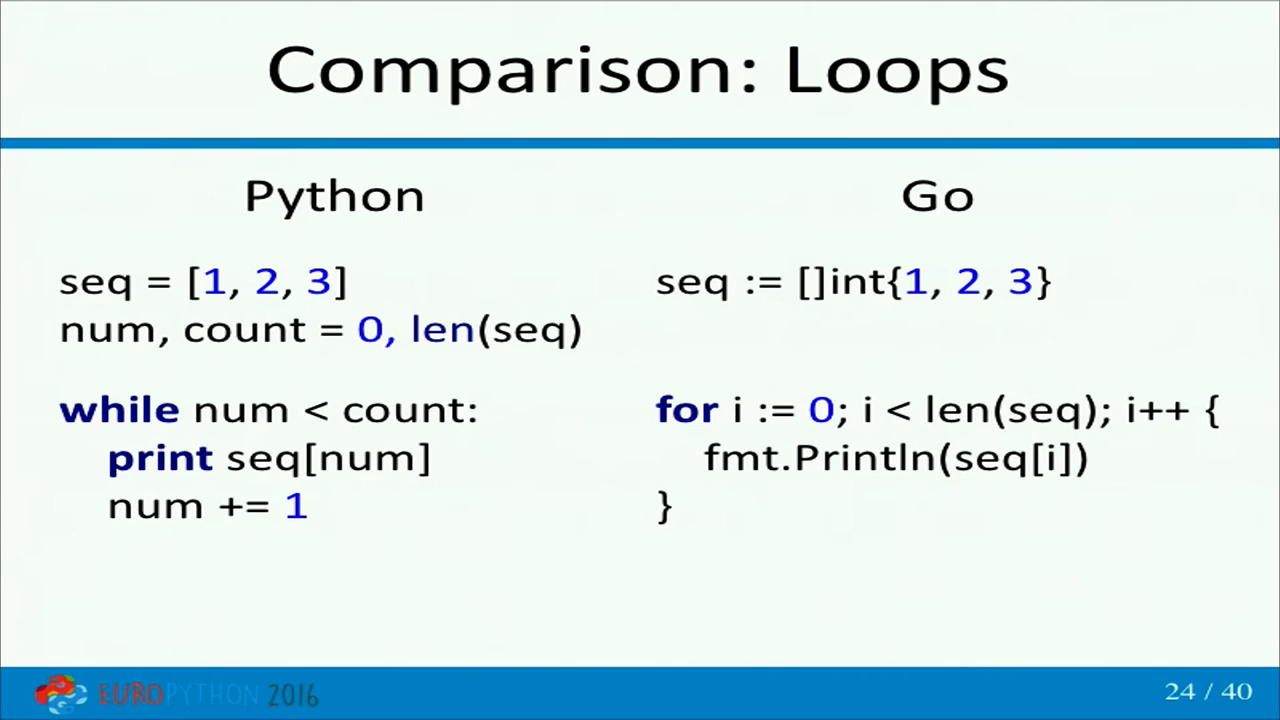 Comparison: Loops
Python
seq = [1, 2, 3]
num, count = 0, len(seq)
while num < count:
print seq[num]
num += 1
Go
seq := []int{1, 2, 3}
for i := 0; i < len(seq); i++ {
fmt.Println(seq[i])
}
EUROPYTHON 2016
24 / 40